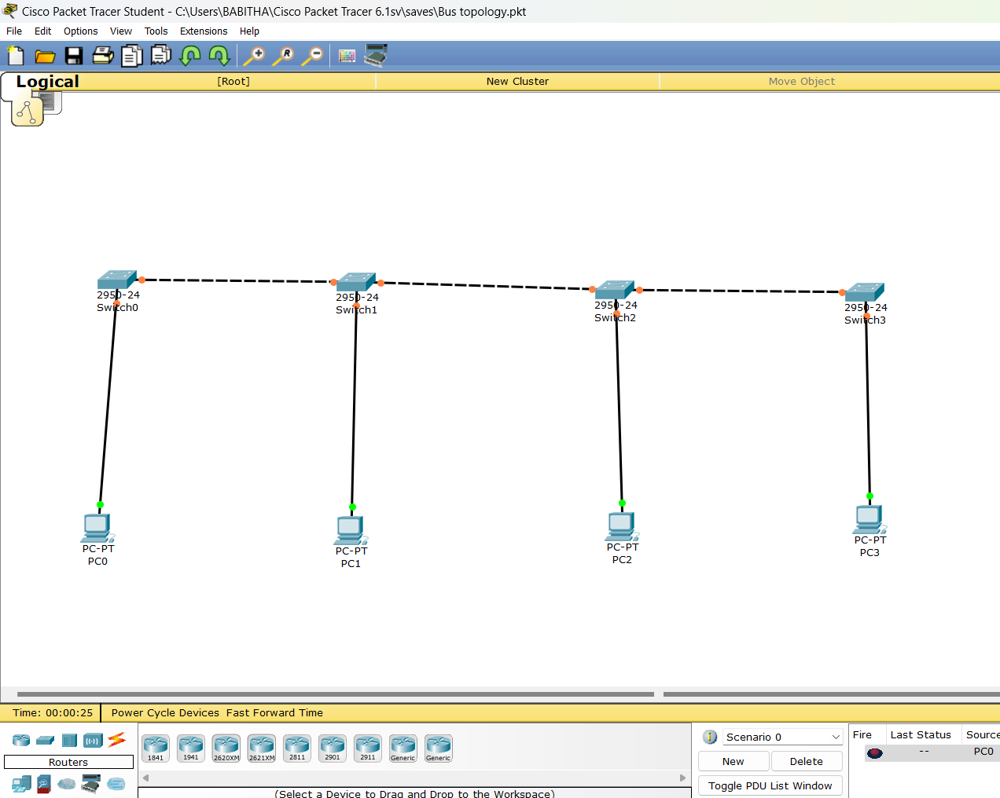 Cisco Packet Tracer Student - C:\Users\BABITHA\Cisco Packet Tracer 6.1sv\saves\Bus topology.pkt
File Edit Options View Tools Extensions Help
Logical [Root] New Cluster Move Object
2950-24
Switch0
2950-24
Switch1
2950-24
Switch2
2950-24
Switch3
PC-PT
PC0
PC-PT
PC1
PC-PT
PC2
PC-PT
PC3
Time: 00:00:25 Power Cycle Devices Fast Forward Time
Routers
1841 1941 2620XM 2621XM 2811 2901 2911 Generic Generic
(Select a Device to Drag and Drop to the Workspace)
Scenario 0
New Delete
Toggle PDU List Window
Fire Last Status Source
-- PC0